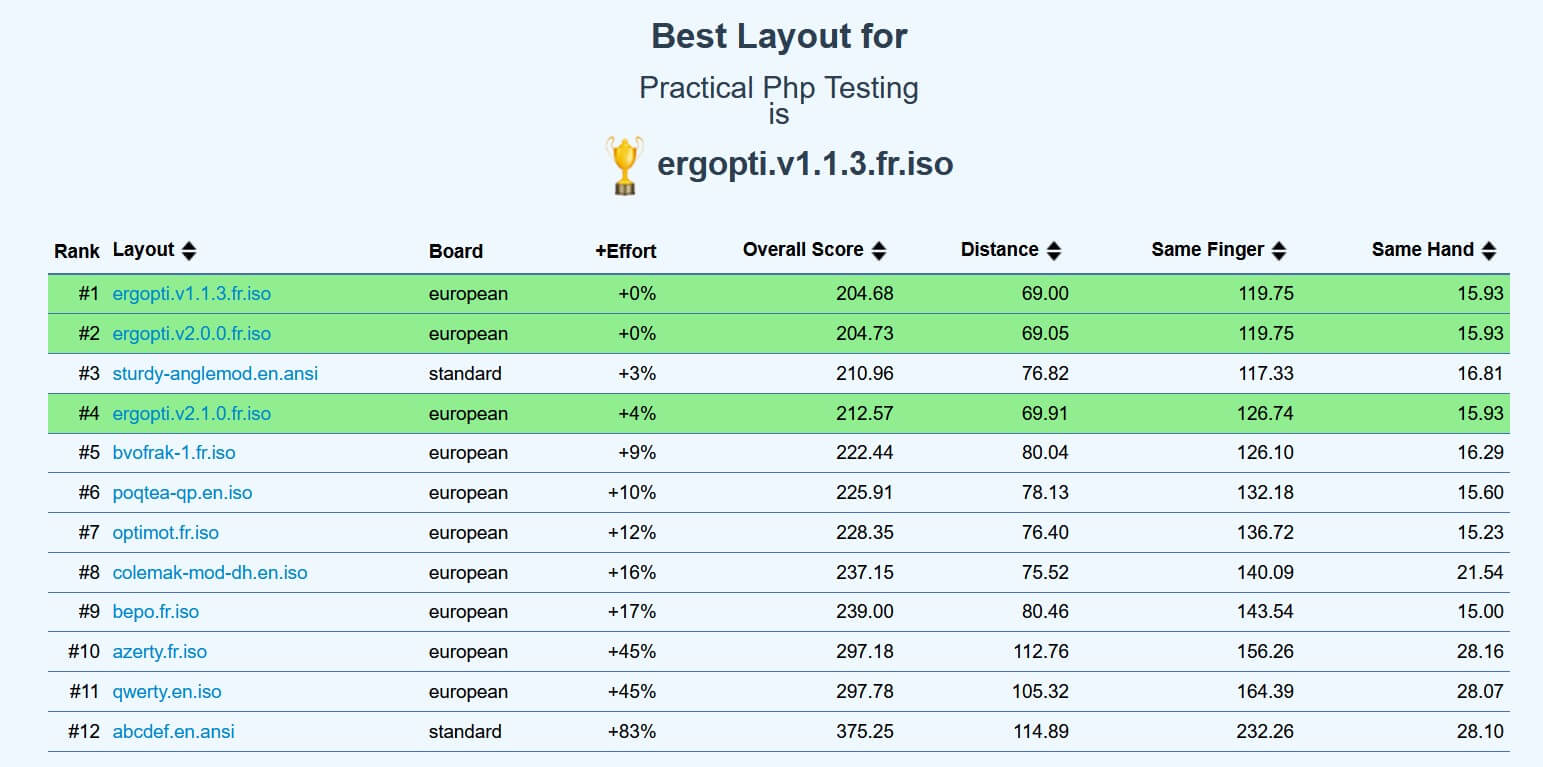 Best Layout for
Practical Php Testing
is
ergopti.v1.1.3.fr.iso
Rank Layout Board +Effort Overall Score Distance Same Finger Same Hand
#1 ergopti.v1.1.3.fr.iso european +0% 204.68 69.00 119.75 15.93
#2 ergopti.v2.0.0.fr.iso european +0% 204.73 69.05 119.75 15.93
#3 sturdy-anglemod.en.ansi standard +3% 210.96 76.82 117.33 16.81
#4 ergopti.v2.1.0.fr.iso european +4% 212.57 69.91 126.74 15.93
#5 bvofrak-1.fr.iso european +9% 222.44 80.04 126.10 16.29
#6 poqtea-qp.en.iso european +10% 225.91 78.13 132.18 15.60
#7 optimot.fr.iso european +12% 228.35 76.40 136.72 15.23
#8 colemak-mod-dh.en.iso european +16% 237.15 75.52 140.09 21.54
#9 bepo.fr.iso european +17% 239.00 80.46 143.54 15.00
#10 azerty.fr.iso european +45% 297.18 112.76 156.26 28.16
#11 qwerty.en.iso european +45% 297.78 105.32 164.39 28.07
#12 abcdef.en.ansi standard +83% 375.25 114.89 232.26 28.10